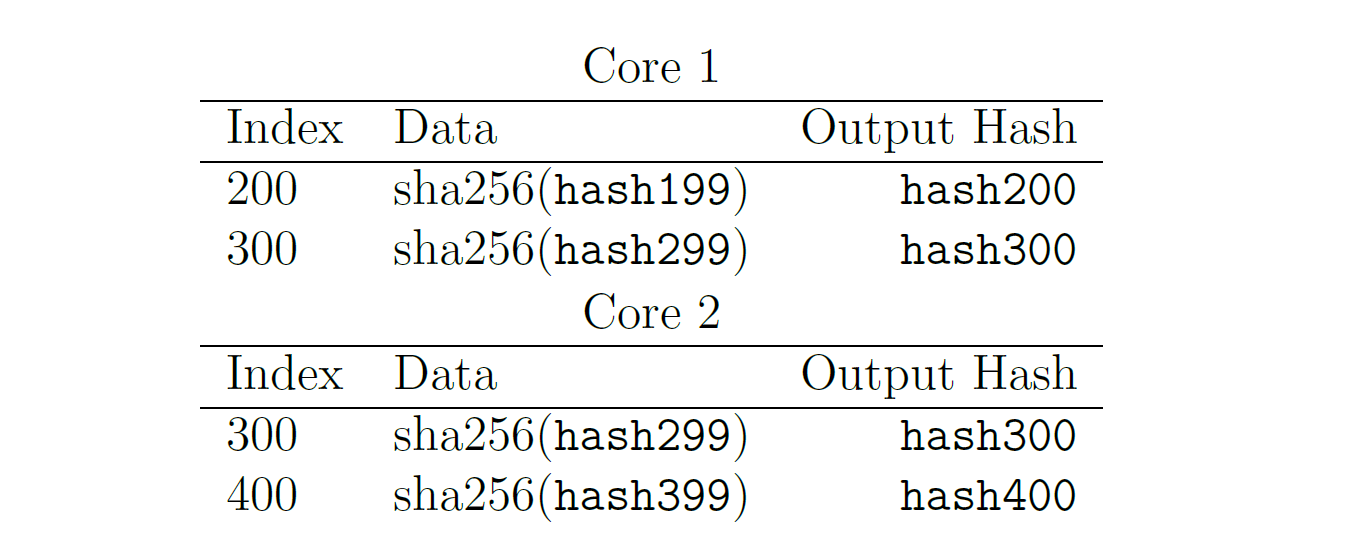 Core 1
Index Data Output Hash
200 sha256(hash199) hash200
300 sha256(hash299) hash300
Core 2
Index Data Output Hash
300 sha256(hash299) hash300
400 sha256(hash399) hash400